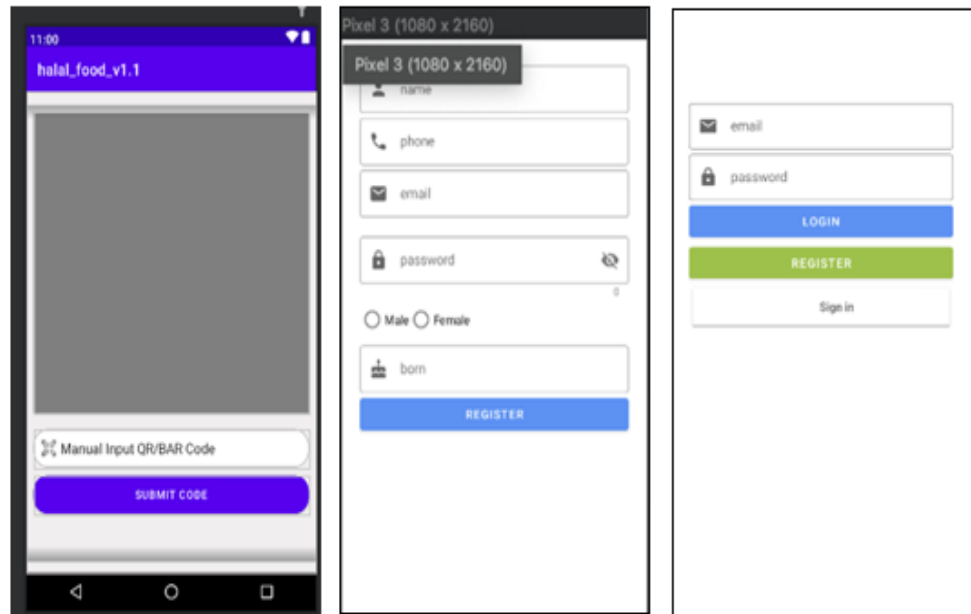 11:00
halal_food_v1.1
Manual Input QR/BAR Code
SUBMIT CODE
Pixel 3 (1080 x 2160)
Pixel 3 (1080 x 2160)
name
phone
email
password
0
Male Female
born
REGISTER
email
password
LOGIN
REGISTER
Sign in